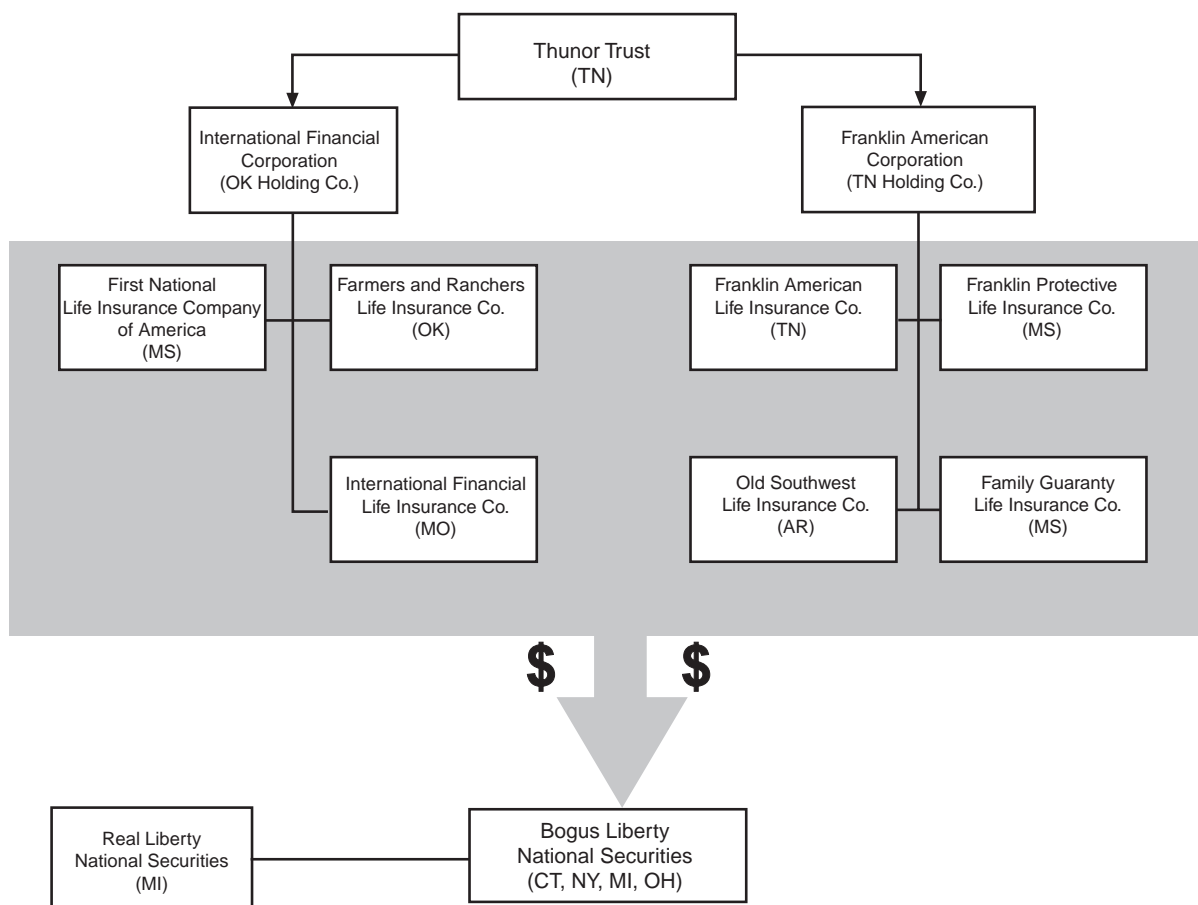 Thunor Trust
(TN)
International Financial
Corporation
(OK Holding Co.)
Franklin American
Corporation
(TN Holding Co.)
First National
Life Insurance Company
of America
(MS)
Farmers and Ranchers
Life Insurance Co.
(OK)
Franklin American
Life Insurance Co.
(TN)
Franklin Protective
Life Insurance Co.
(MS)
International Financial
Life Insurance Co.
(MO)
Old Southwest
Life Insurance Co.
(AR)
Family Guaranty
Life Insurance Co.
(MS)
$ $
Real Liberty
National Securities
(MI)
Bogus Liberty
National Securities
(CT, NY, MI, OH)